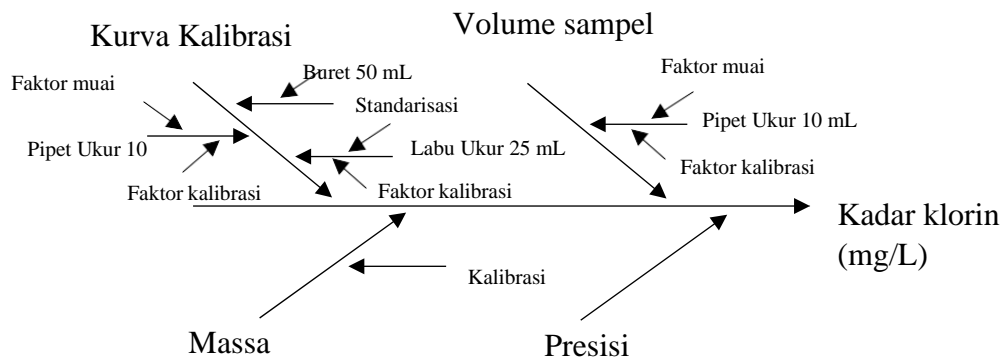 Kurva Kalibrasi
Volume sampel
Faktor muai
Buret 50 mL
Standarisasi
Pipet Ukur 10
Labu Ukur 25 mL
Faktor kalibrasi
Faktor kalibrasi
Faktor muai
Pipet Ukur 10 mL
Faktor kalibrasi
Kadar klorin
(mg/L)
Kalibrasi
Massa
Presisi